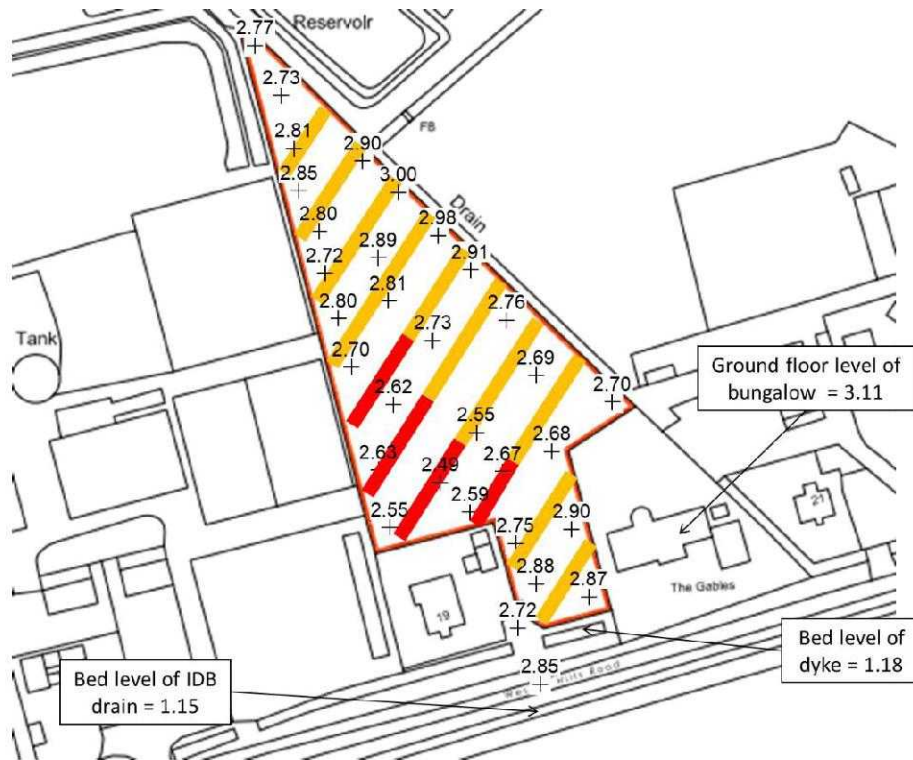 2.77
Reservoir
2.73
FB
2.81
2.90
2.85
3.00
Drain
2.80
2.98
2.89
2.91
2.72
2.81
2.80
2.76
2.73
Tank
2.70
2.69
Ground floor level of
bungalow = 3.11
2.62
2.70
2.55
2.68
2.63
2.49
2.67
2.59
21
2.55
2.75
2.90
2.88
2.87
The Gables
19
2.72
Bed level of
dyke = 1.18
2.85
Bed level of IDB
drain = 1.15
Road